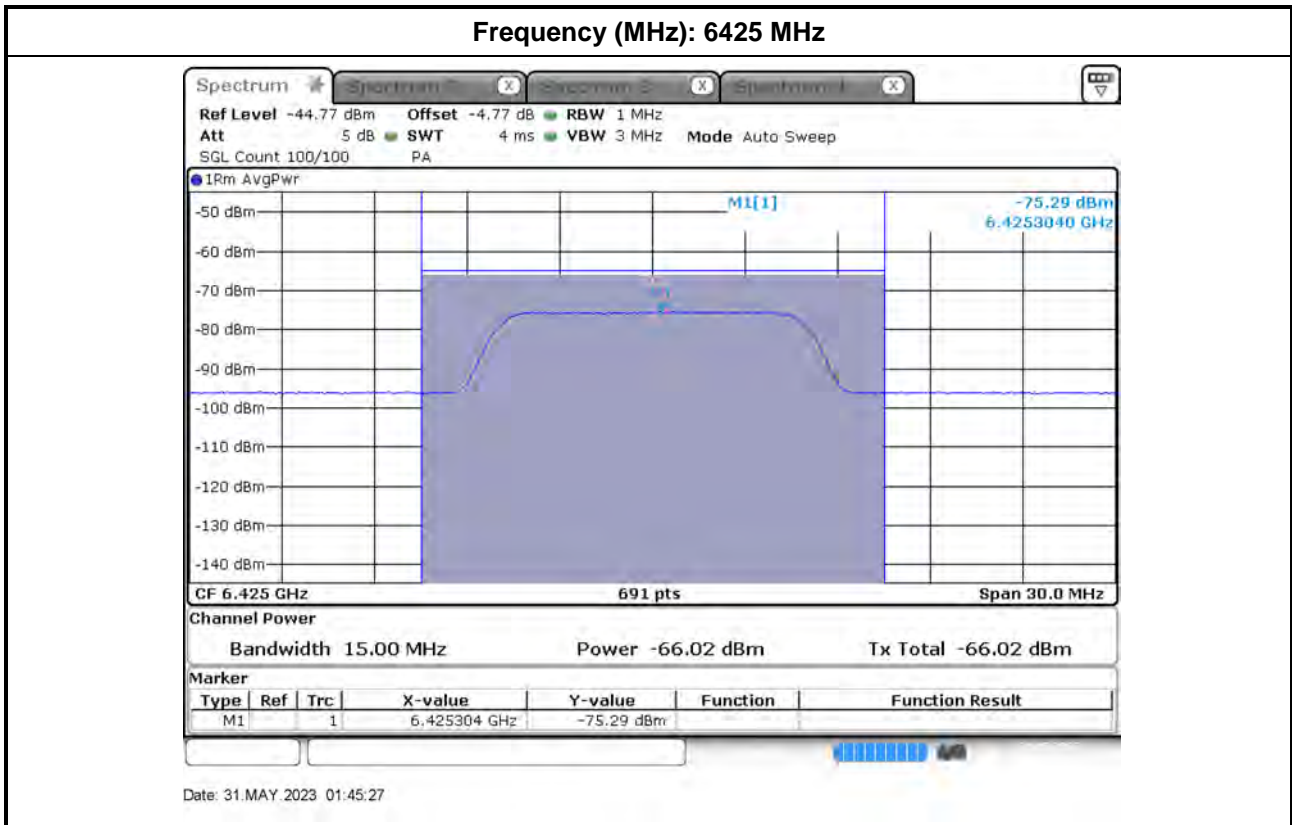 Frequency (MHz): 6425 MHz
Spectrum
Ref Level -44.77 dBm Offset -4.77 dB RBW 1 MHz
Att 5 dB SWT 4 ms VBW 3 MHz Mode Auto Sweep
SGL Count 100/100 PA
1Rm AvgPwr
M1[1] -75.29 dBm
6.4253040 GHz
-50 dBm
-60 dBm
-70 dBm
-80 dBm
-90 dBm
-100 dBm
-110 dBm
-120 dBm
-130 dBm
-140 dBm
CF 6.425 GHz 691 pts Span 30.0 MHz
Channel Power
Bandwidth 15.00 MHz Power -66.02 dBm Tx Total -66.02 dBm
Marker
Type Ref Trc X-value Y-value Function Function Result
M1 1 6.425304 GHz -75.29 dBm
Date: 31.MAY.2023 01:45:27